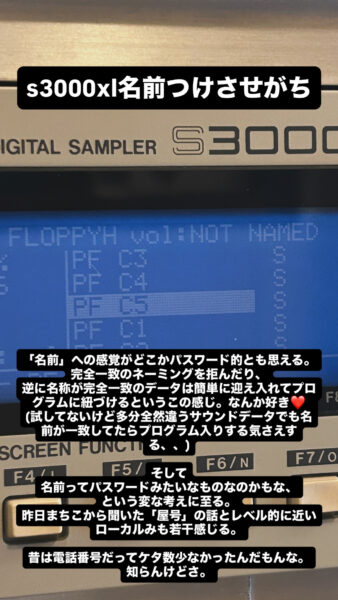 s3000xl名前つけさせがち
DIGITAL SAMPLER S3000
FLOPPYH vol:NOT NAMED
PF C3 S
PF C4 S
PF C5 S
PF C1 S
「名前」への感覚がどこかパスワード的とも思える。
完全一致のネーミングを拒んだり、
逆に名称が完全一致のデータは簡単に迎え入れてプロ
グラムに紐づけるというこの感じ。なんか好き❤️
(試してないけど多分全然違うサウンドデータでも名
前が一致してたらプログラム入りする気さえす
る、、)
SCREEN FUNC
F4/L F5/ F6/N F7/O
そして
名前ってパスワードみたいなものなのかもな、
という変な考えに至る。
昨日まちこから聞いた「屋号」の話とレベル的に近い
ローカルみも若干感じる。
昔は電話番号だってケタ数少なかったんだもんな。
知らんけどさ。